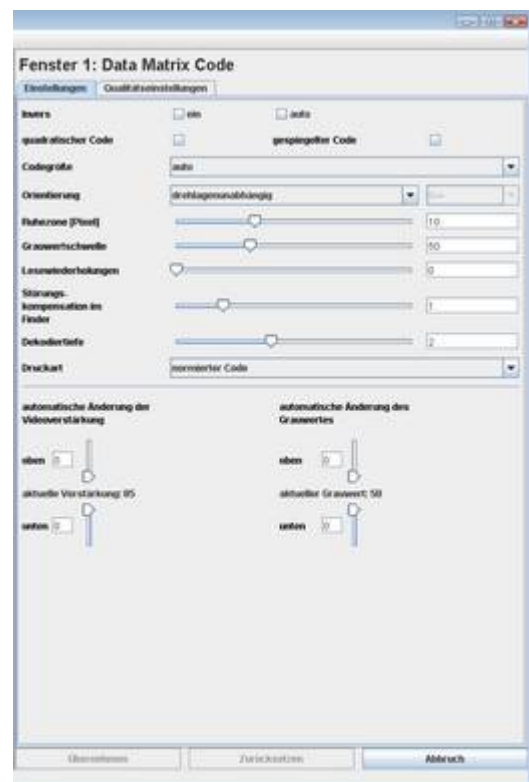 Fenster 1: Data Matrix Code
Einstellungen Qualitätseinstellungen
Invers ein auto
quadratischer Code gespiegelter Code
Codegröße auto
Orientierung drehlagenunabhängig
Ruhezone [Pixel] 10
Grauwertschwelle 50
Lesewiederholungen 0
Störungs-
kompensation im
Finder 1
Dekodiertiefe 2
Druckart normierter Code
automatische Änderung der
Videoverstärkung
automatische Änderung des
Grauwertes
oben 0 oben 0
aktuelle Verstärkung: 85 aktueller Grauwert: 50
unten 0 unten 0
Übernehmen Zurücksetzen Abbruch